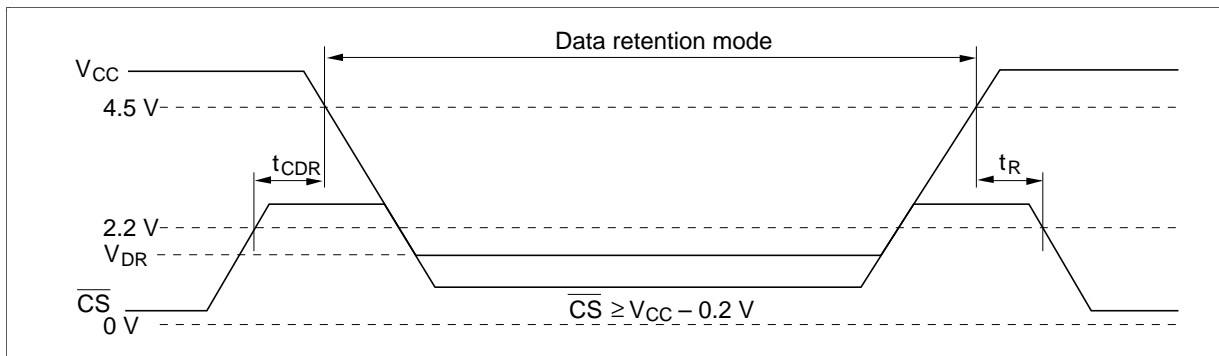 Data retention mode
VCC
4.5 V
tCDR
tR
2.2 V
VDR
CS
CS ≥ VCC – 0.2 V
0 V